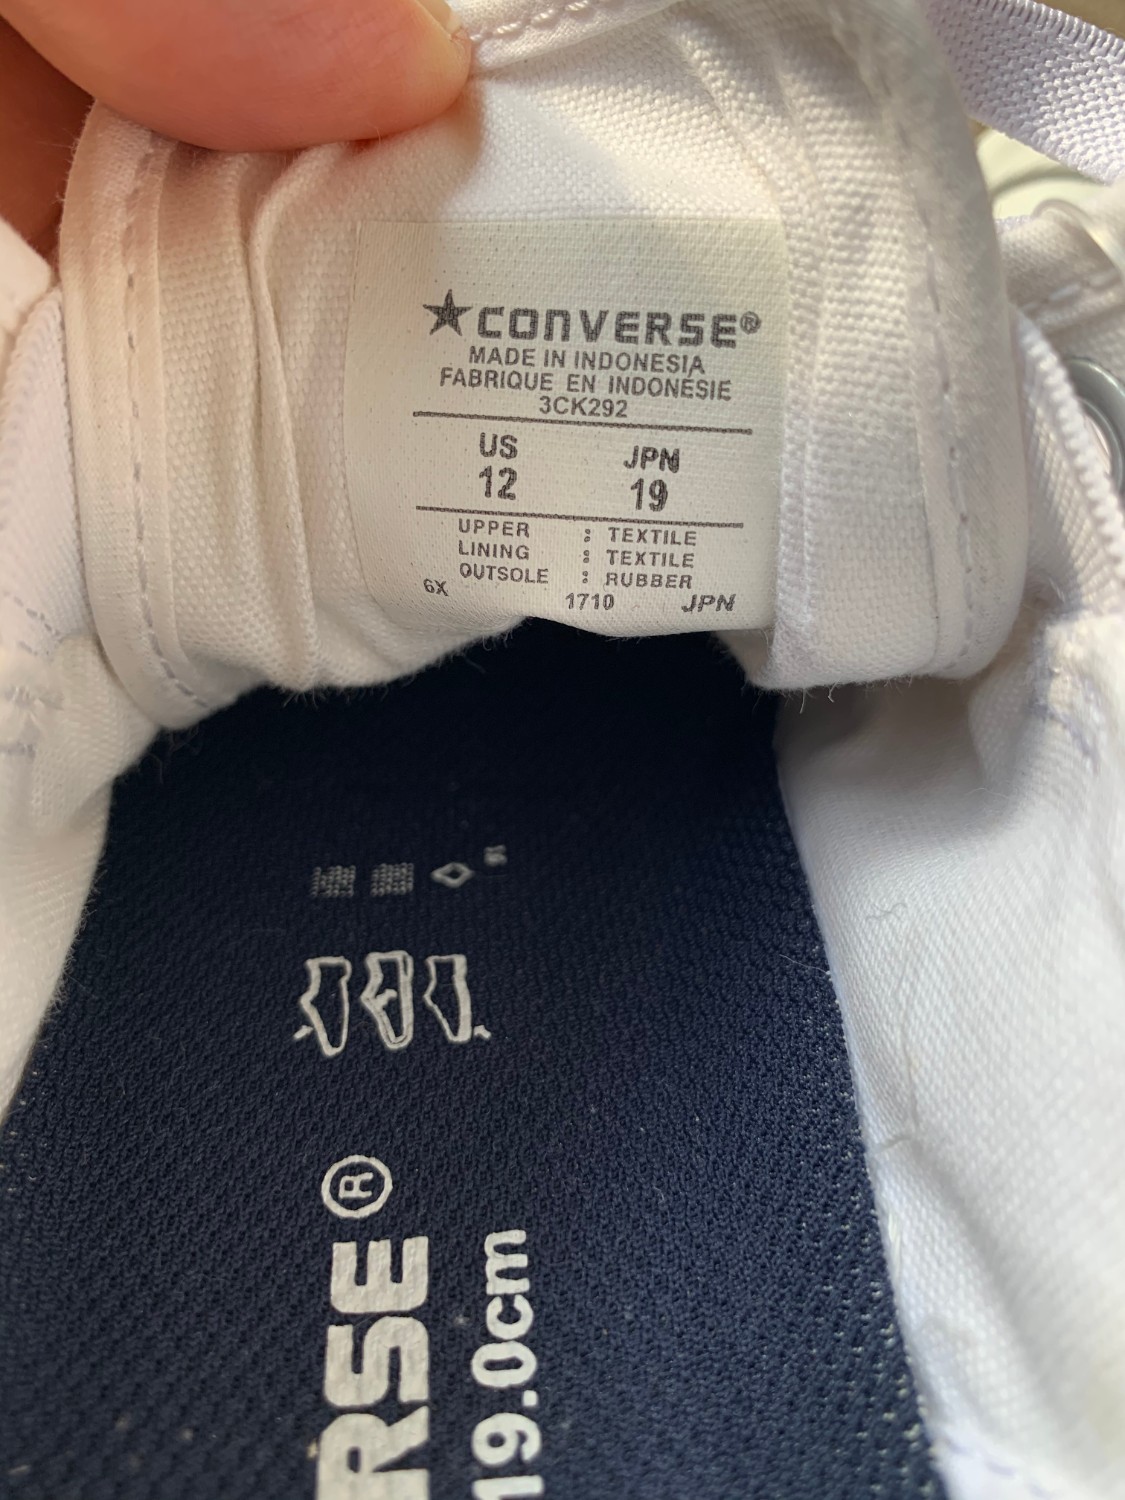 ★CONVERSE®
MADE IN INDONESIA
FABRIQUE EN INDONESIE
3CK292
US JPN
12 19
UPPER : TEXTILE
LINING : TEXTILE
OUTSOLE : RUBBER
6X 1710 JPN
RSE®
19.0cm